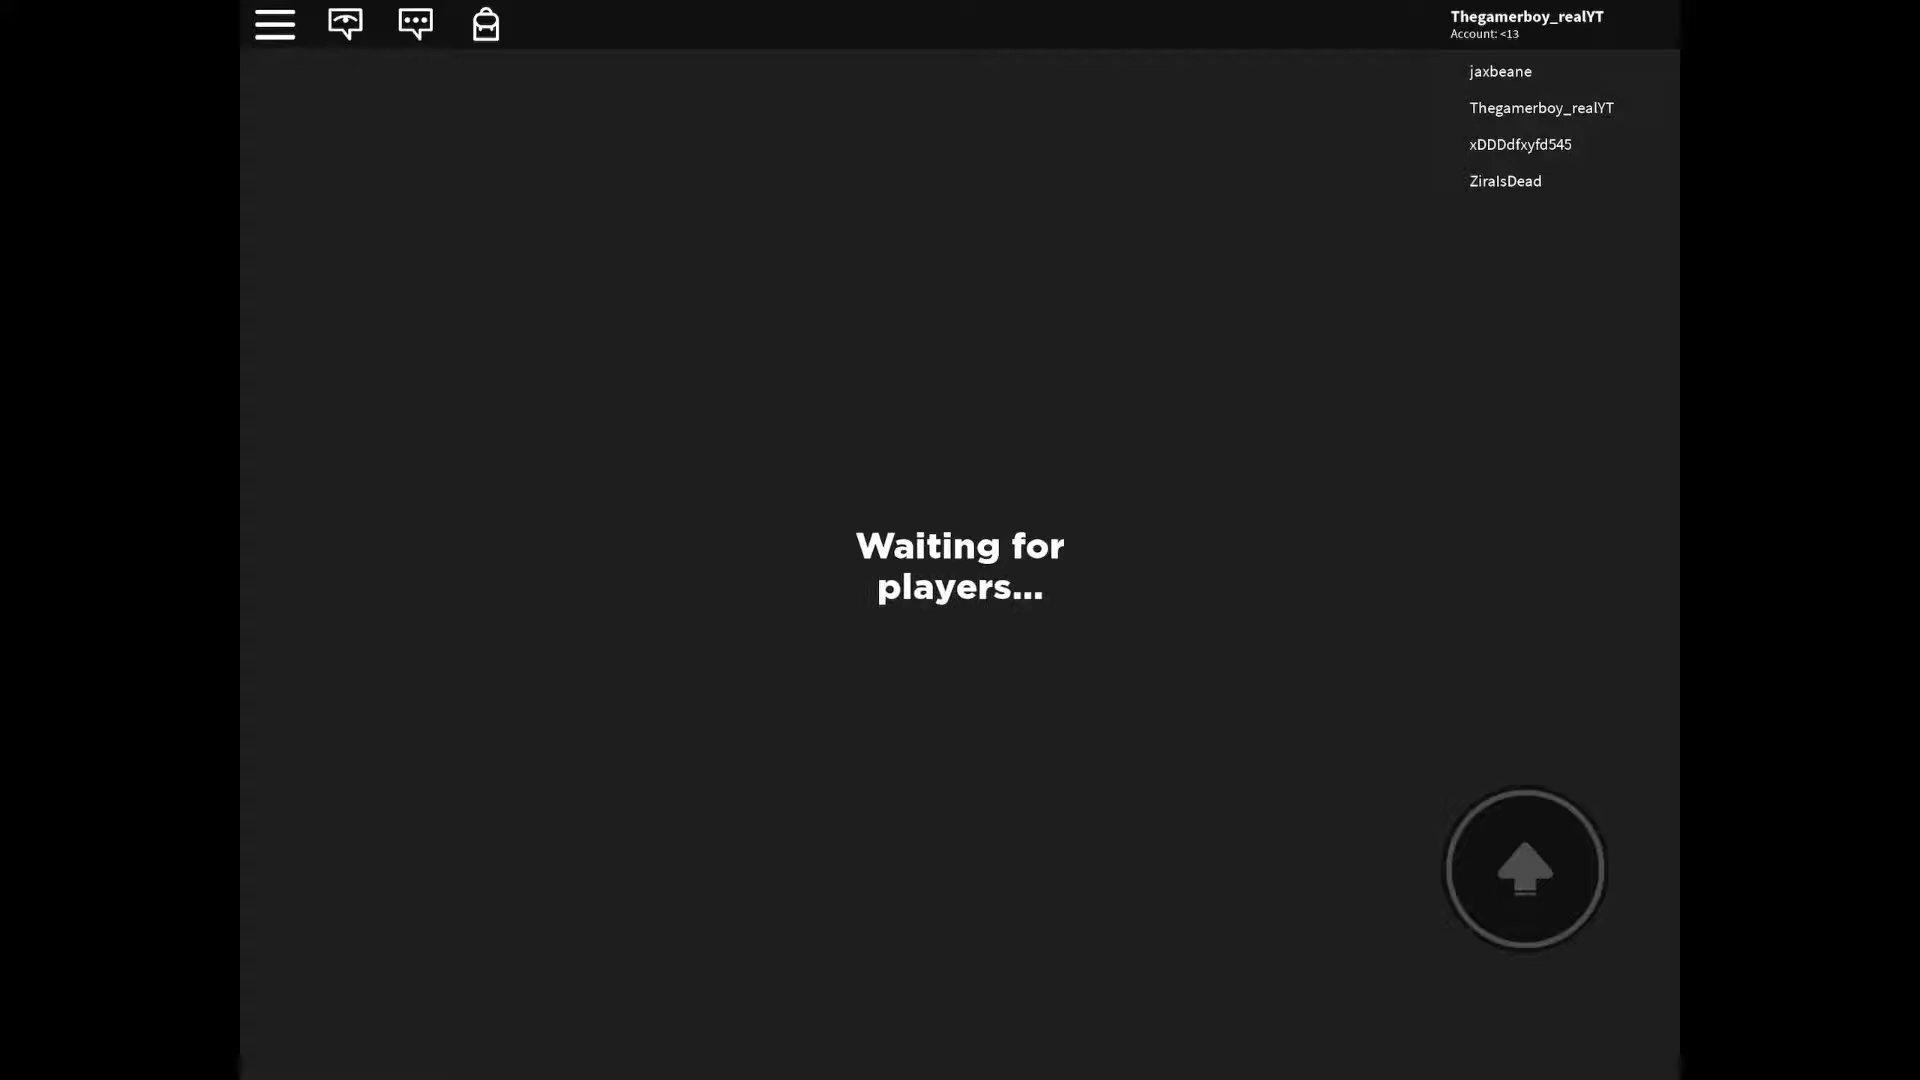 Thegamerboy_realYT
Account: <13
jaxbeane
Thegamerboy_realYT
xDDDdfxyfd545
ZiraIsDead
Waiting for
players...